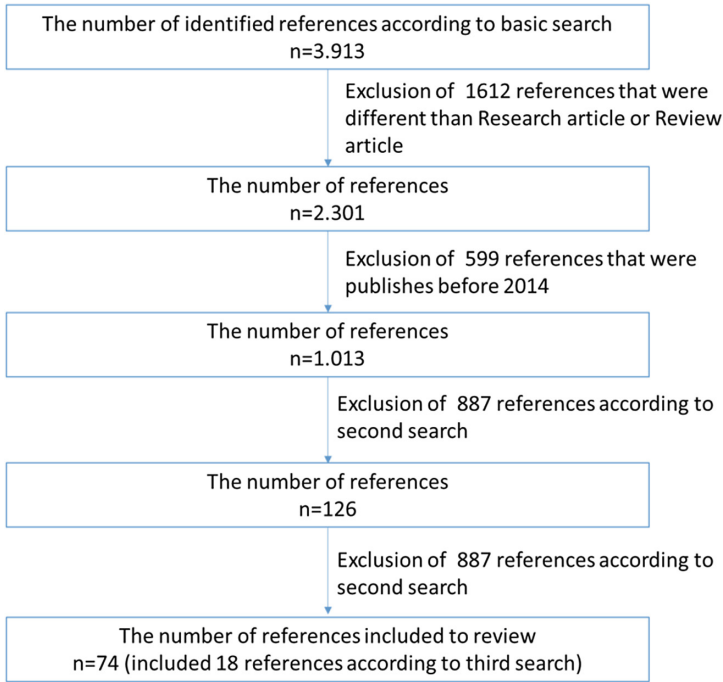 The number of identified references according to basic search
n=3.913
Exclusion of 1612 references that were
different than Research article or Review
article
The number of references
n=2.301
Exclusion of 599 references that were
publishes before 2014
The number of references
n=1.013
Exclusion of 887 references according to
second search
The number of references
n=126
Exclusion of 887 references according to
second search
The number of references included to review
n=74 (included 18 references according to third search)